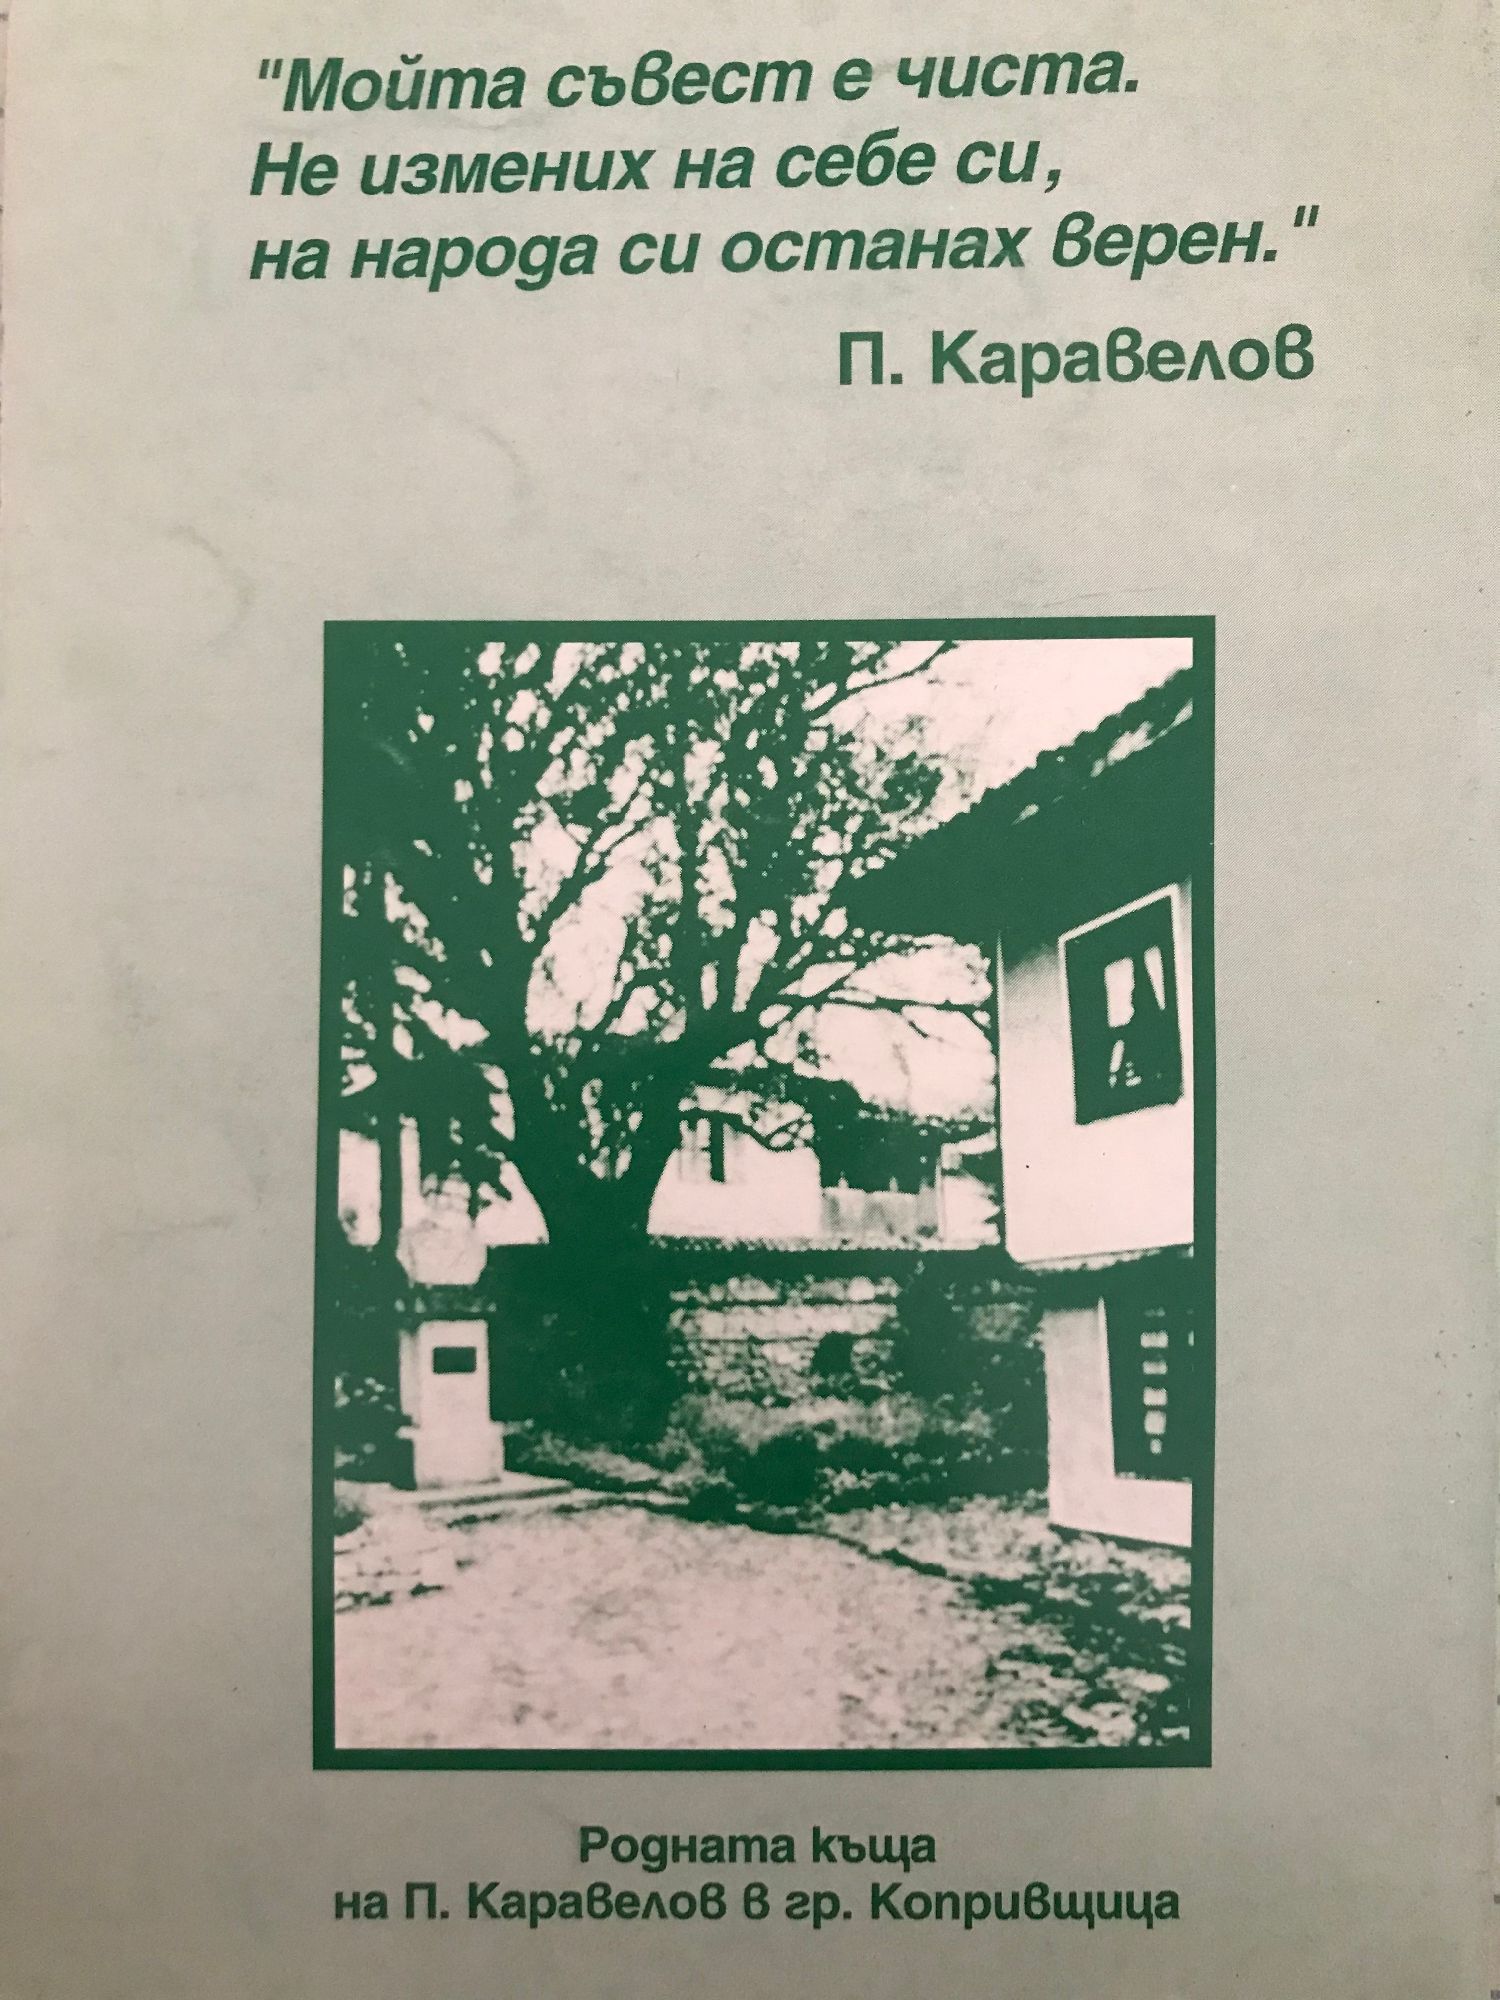 "Мойта съвест е чиста.
Не измених на себе си,
на народа си останах верен."
П. Каравелов
Родната къща
на П. Каравелов в гр. Копривщица